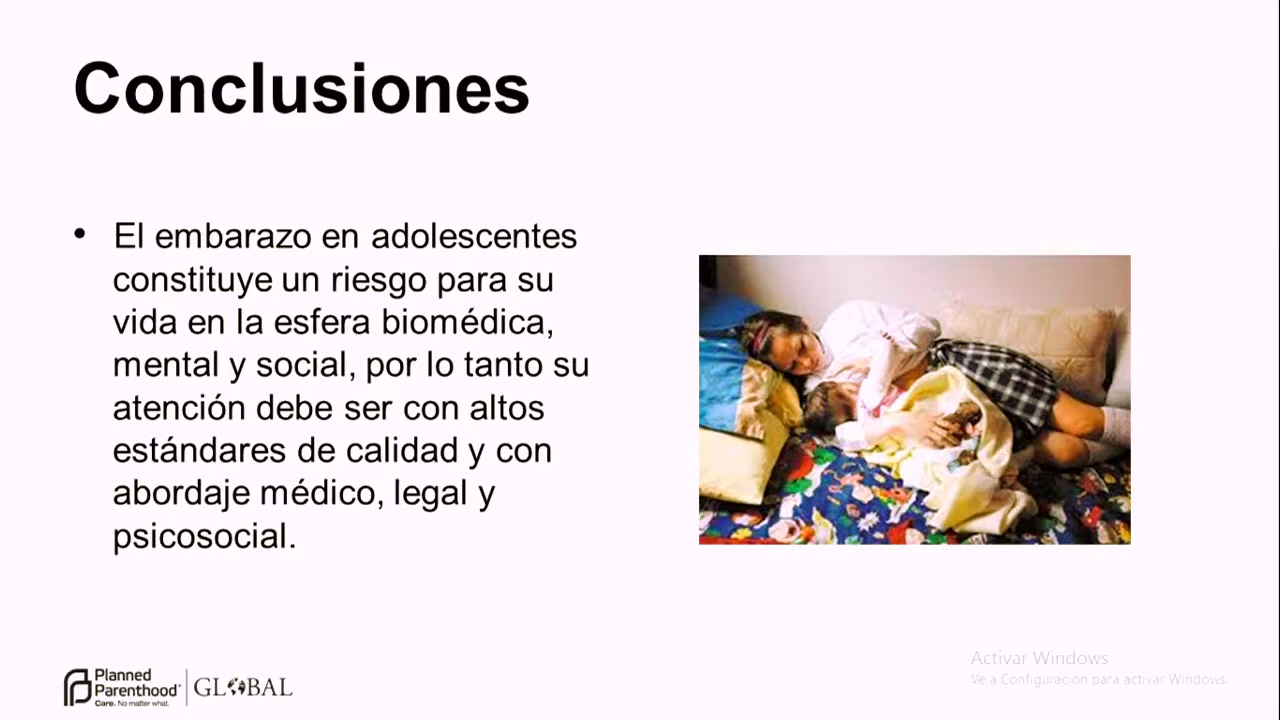 Conclusiones
• El embarazo en adolescentes
constituye un riesgo para su
vida en la esfera biomédica,
mental y social, por lo tanto su
atención debe ser con altos
estándares de calidad y con
abordaje médico, legal y
psicosocial.
Planned
Parenthood
Care. No matter what.
GLOBAL
Activar Windows
Ve a Configuración para activar Windows.